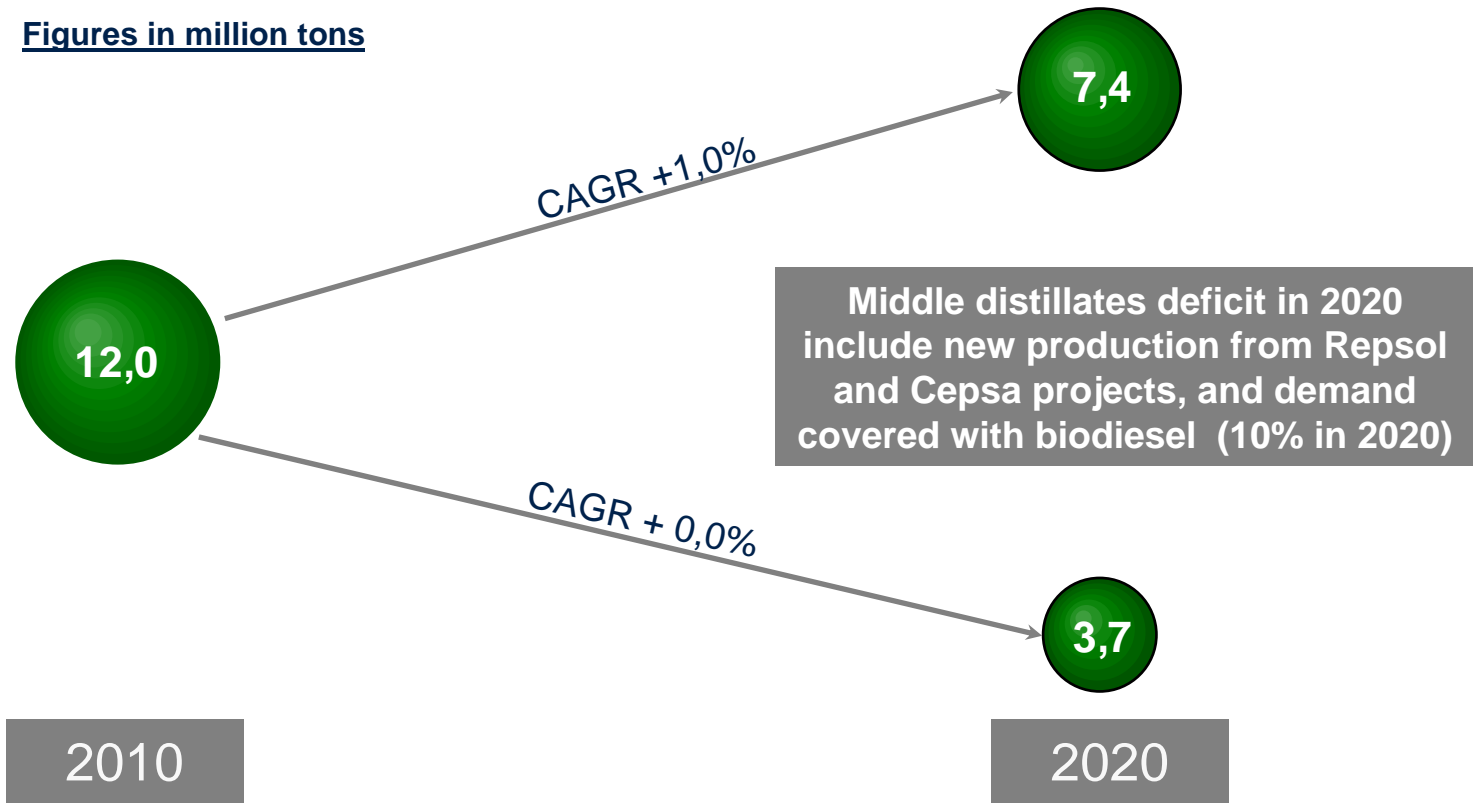 Figures in million tons
7,4
CAGR +1,0%
12,0
Middle distillates deficit in 2020
include new production from Repsol
and Cepsa projects, and demand
covered with biodiesel (10% in 2020)
CAGR + 0,0%
3,7
2010
2020